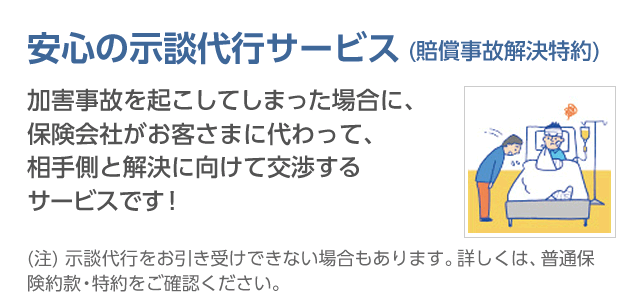 安心の示談代行サービス (賠償事故解決特約)
加害事故を起こしてしまった場合に、
保険会社がお客さまに代わって、
相手側と解決に向けて交渉する
サービスです！
(注) 示談代行をお引き受けできない場合もあります。詳しくは、普通保
険約款・特約をご確認ください。